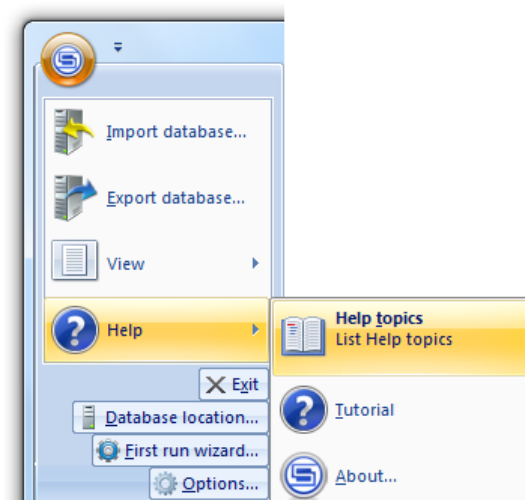 Import database...
Export database...
View
Help
Help topics
List Help topics
Exit
Tutorial
Database location...
First run wizard...
About...
Options...